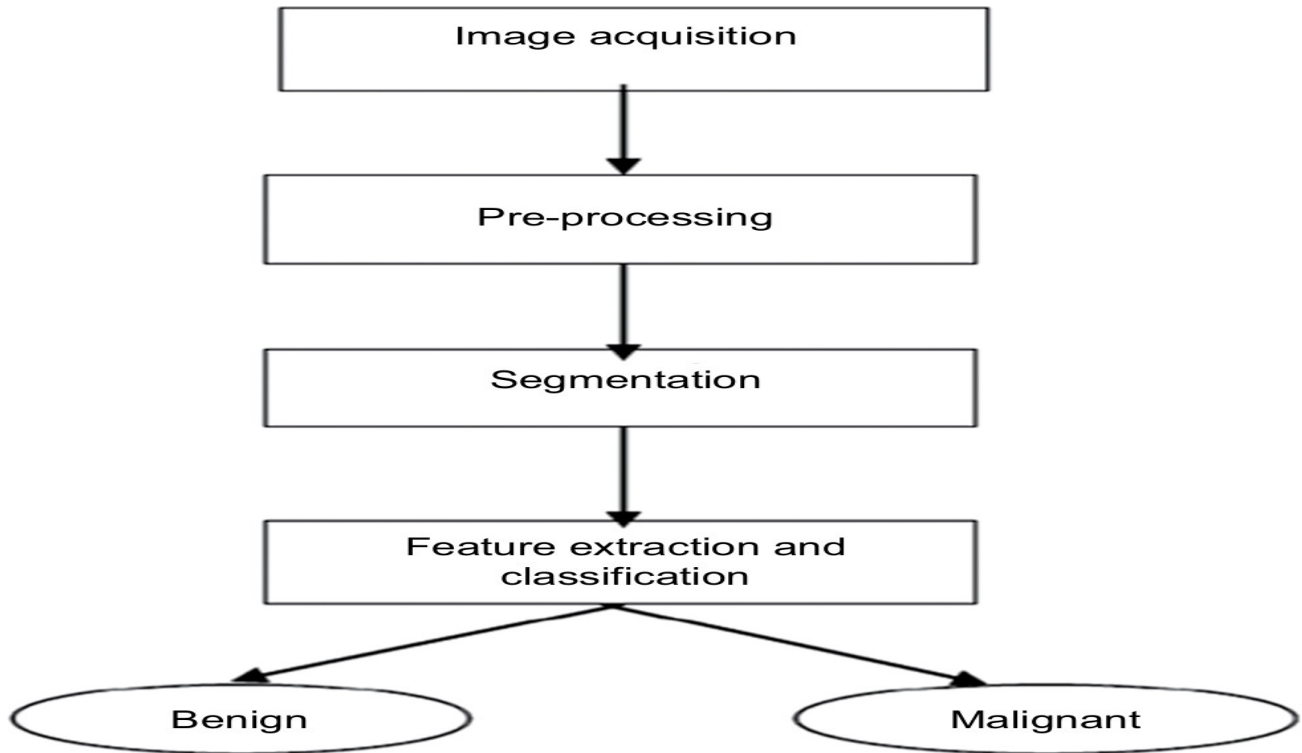 Image acquisition
Pre-processing
Segmentation
Feature extraction and
classification
Benign
Malignant